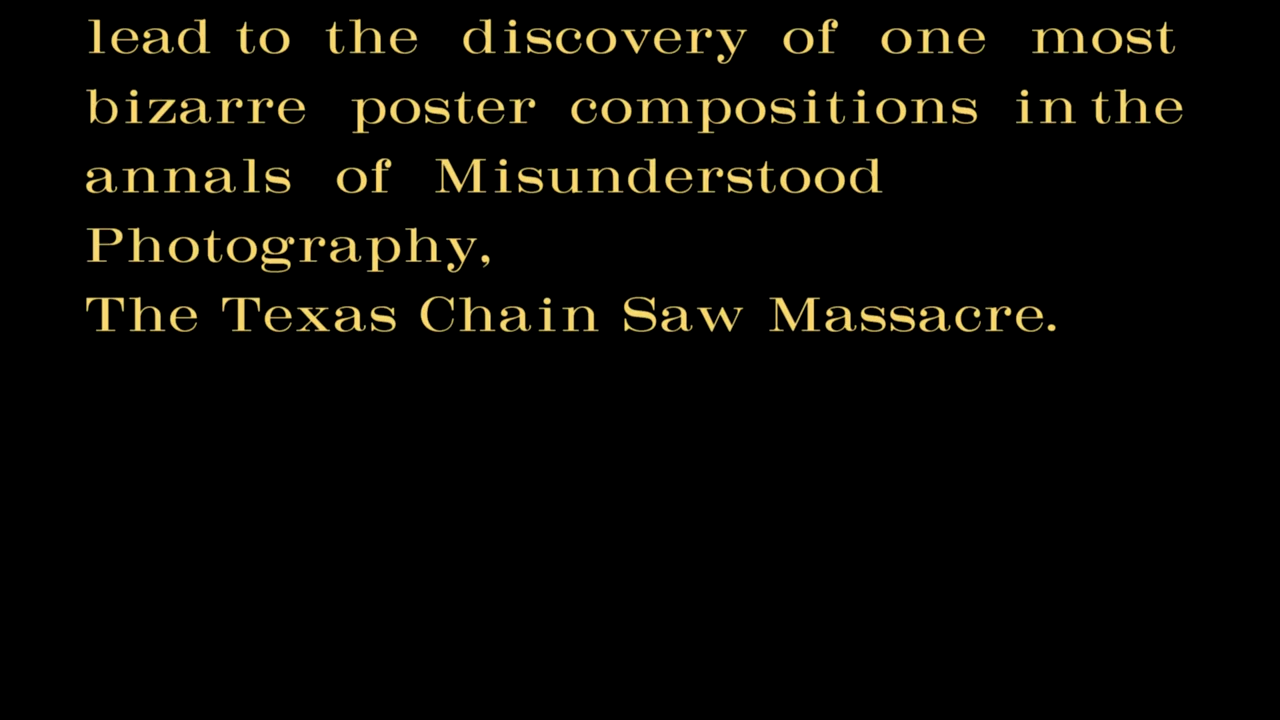 lead to the discovery of one most
bizarre poster compositions in the
annals of Misunderstood
Photography,
The Texas Chain Saw Massacre.